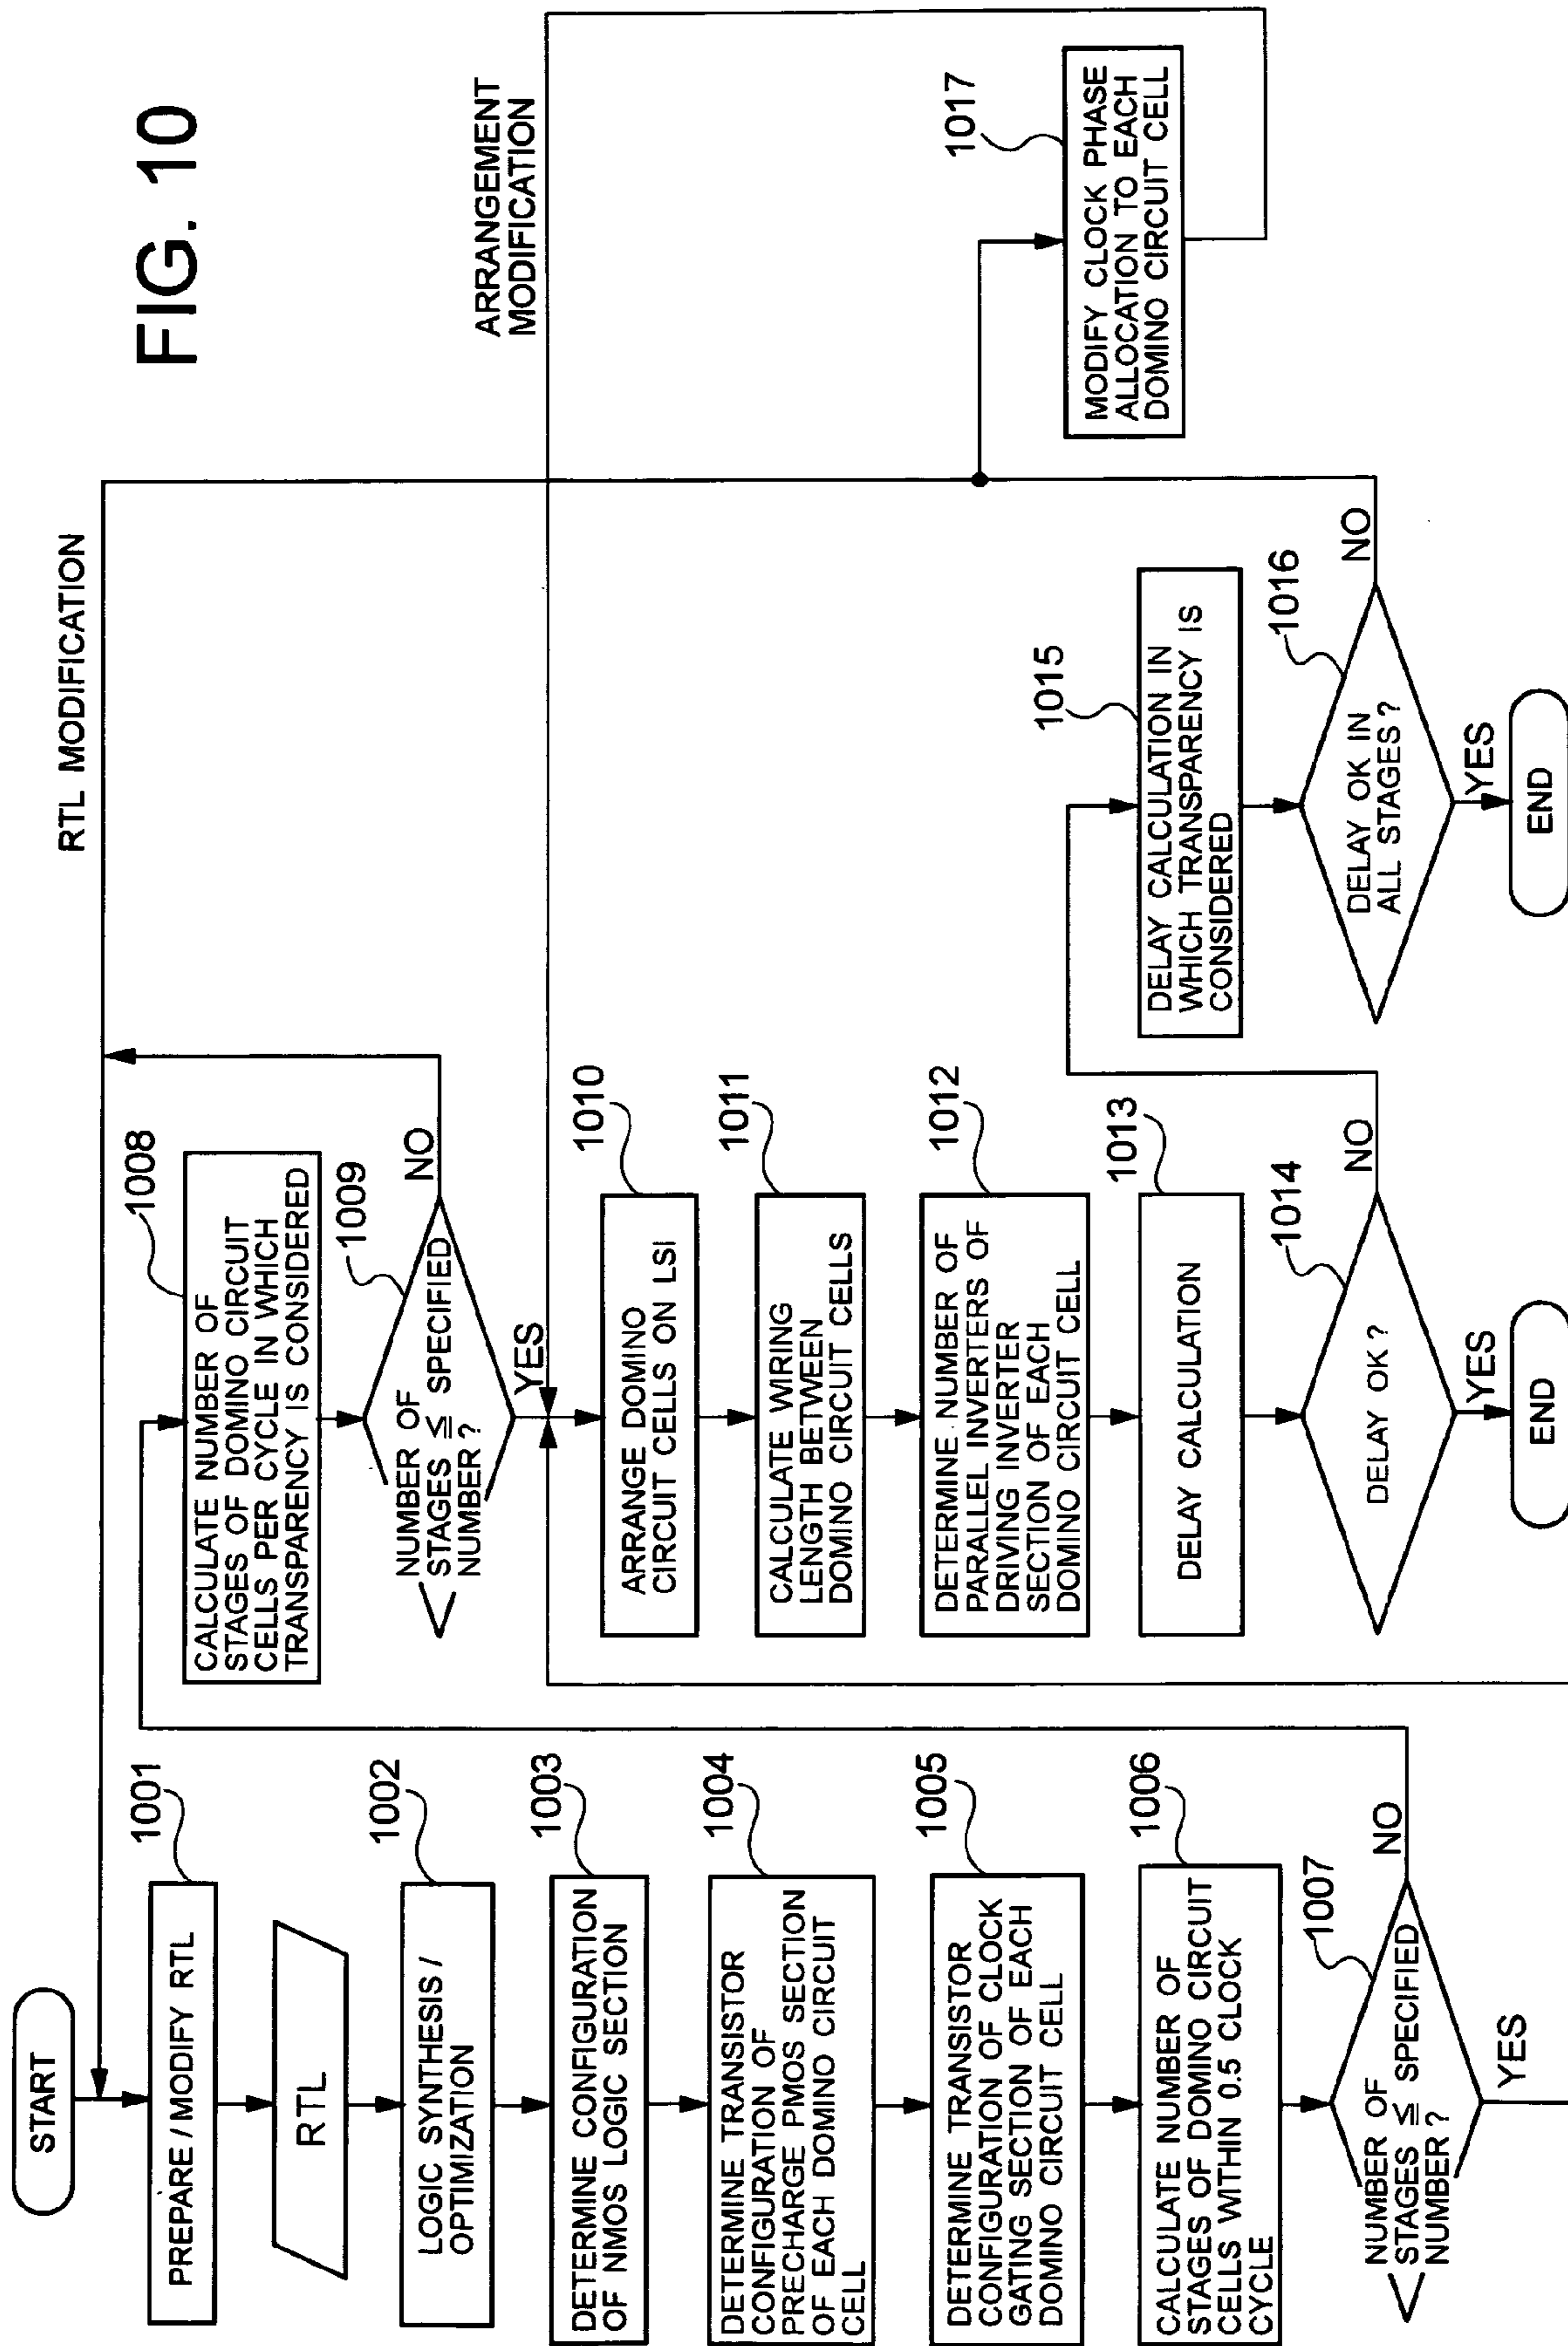 FIG. 10
START
RTL MODIFICATION
1001
PREPARE / MODIFY RTL
RTL
1002
LOGIC SYNTHESIS /
OPTIMIZATION
1003
DETERMINE CONFIGURATION
OF NMOS LOGIC SECTION
1004
DETERMINE TRANSISTOR
CONFIGURATION OF
PRECHARGE PMOS SECTION
OF EACH DOMINO CIRCUIT
CELL
1005
DETERMINE TRANSISTOR
CONFIGURATION OF CLOCK
GATING SECTION OF EACH
DOMINO CIRCUIT CELL
1006
CALCULATE NUMBER OF
STAGES OF DOMINO CIRCUIT
CELLS WITHIN 0.5 CLOCK
CYCLE
1007
NUMBER OF
STAGES ≦ SPECIFIED
NUMBER?
NO
YES
1008
CALCULATE NUMBER OF
STAGES OF DOMINO CIRCUIT
CELLS PER CYCLE IN WHICH
TRANSPARENCY IS CONSIDERED
1009
NUMBER OF
STAGES ≦ SPECIFIED
NUMBER?
NO
YES
ARRANGEMENT
MODIFICATION
1010
ARRANGE DOMINO
CIRCUIT CELLS ON LSI
1011
CALCULATE WIRING
LENGTH BETWEEN
DOMINO CIRCUIT CELLS
1012
DETERMINE NUMBER OF
PARALLEL INVERTERS OF
DRIVING INVERTER
SECTION OF EACH
DOMINO CIRCUIT CELL
1013
DELAY CALCULATION
1014
DELAY OK?
NO
YES
END
1015
DELAY CALCULATION IN
WHICH TRANSPARENCY IS
CONSIDERED
1016
DELAY OK IN
ALL STAGES?
NO
YES
END
1017
MODIFY CLOCK PHASE
ALLOCATION TO EACH
DOMINO CIRCUIT CELL